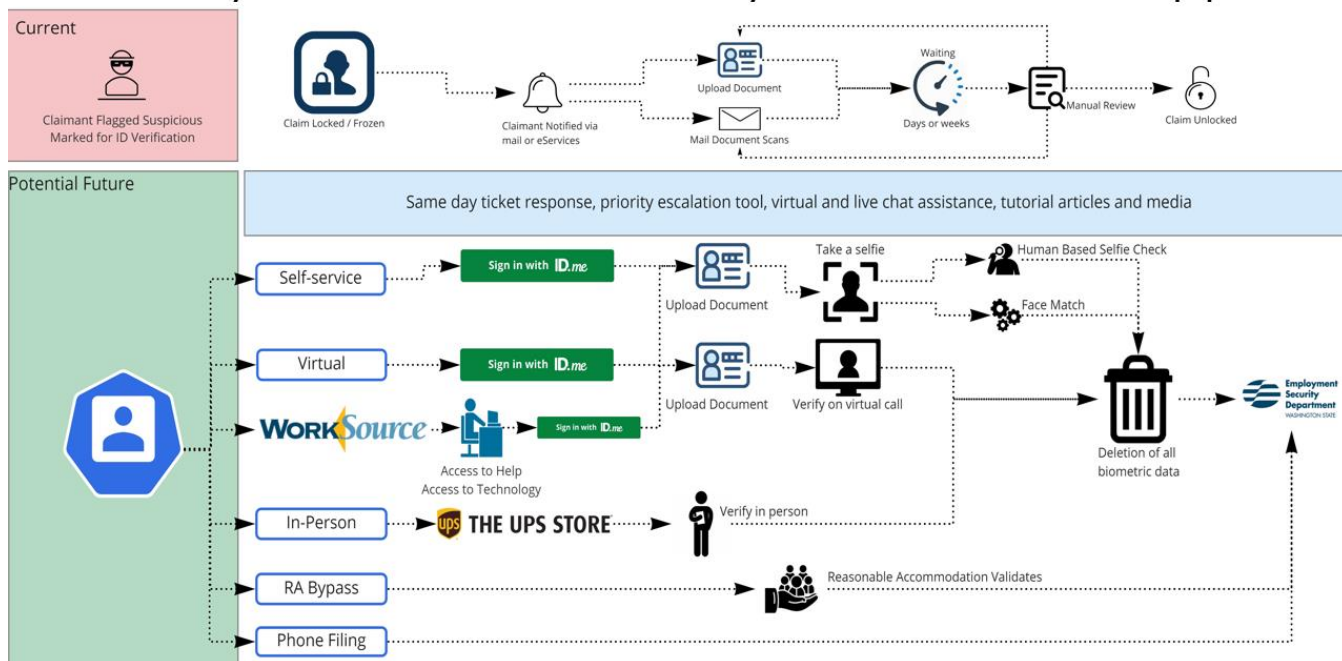 Current
Claimant Flagged Suspicious
Marked for ID Verification
Claim Locked / Frozen
Claimant Notified via
mail or eServices
Upload Document
Mail Document Scans
Waiting
Days or weeks
Manual Review
Claim Unlocked
Potential Future
Same day ticket response, priority escalation tool, virtual and live chat assistance, tutorial articles and media
Self-service
Sign in with ID.me
Upload Document
Take a selfie
Human Based Selfie Check
Face Match
Virtual
Sign in with ID.me
Upload Document
Verify on virtual call
WORKSource
Access to Help
Access to Technology
Sign in with ID.me
Deletion of all
biometric data
Employment
Security
Department
WASHINGTON STATE
In-Person
ups THE UPS STORE
Verify in person
RA Bypass
Reasonable Accommodation Validates
Phone Filing